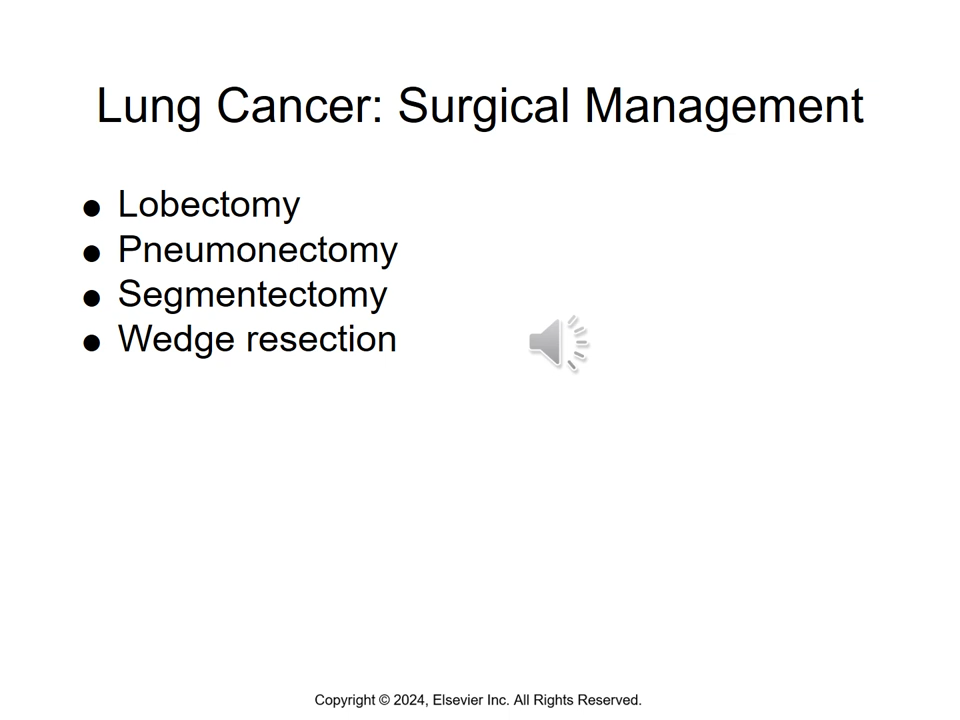 Lung Cancer: Surgical Management
● Lobectomy
● Pneumonectomy
● Segmentectomy
● Wedge resection
Copyright © 2024, Elsevier Inc. All Rights Reserved.